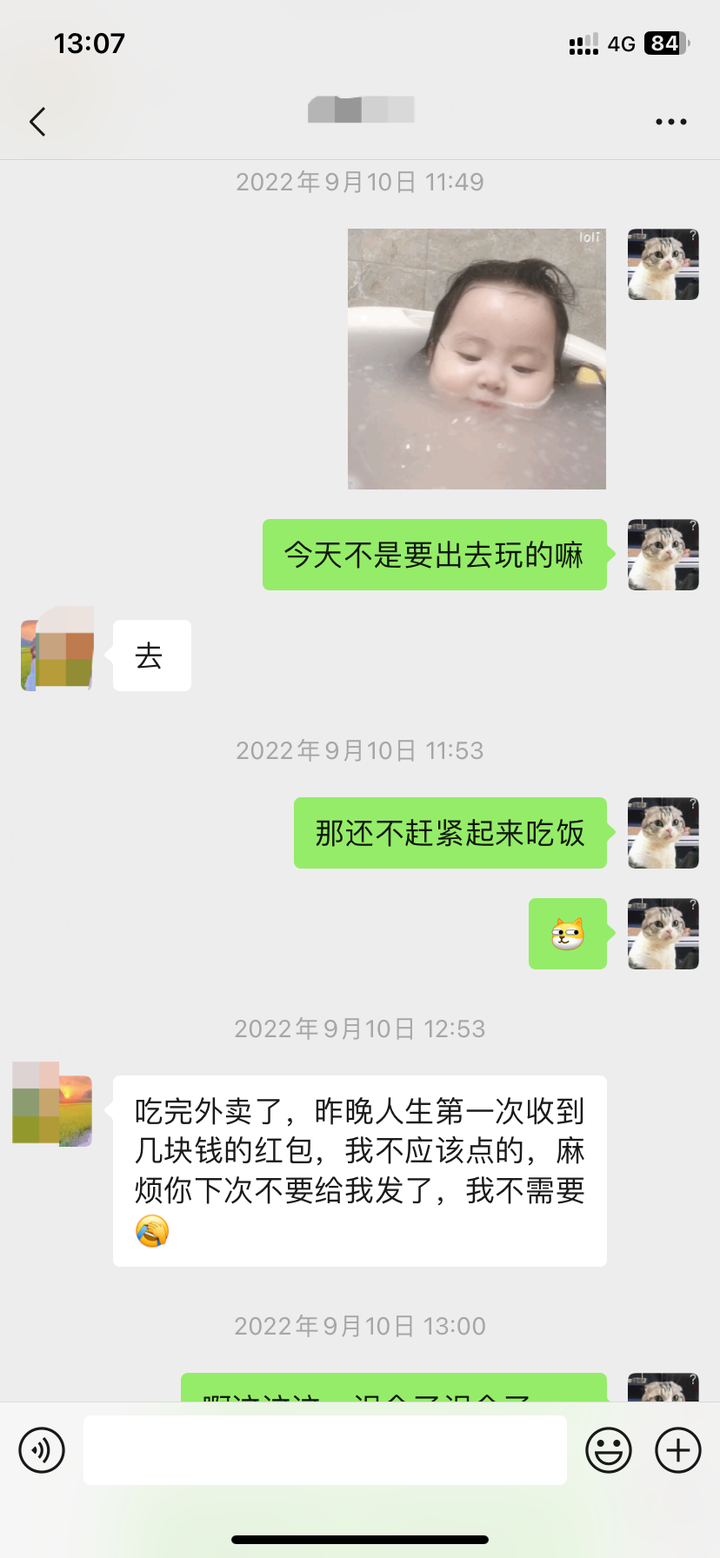 13:07
4G 84
2022年9月10日 11:49
loli
?
今天不是要出去玩的嘛
?
去
2022年9月10日 11:53
那还不赶紧起来吃饭
?
?
2022年9月10日 12:53
吃完外卖了，昨晚人生第一次收到
几块钱的红包，我不应该点的，麻
烦你下次不要给我发了，我不需要
2022年9月10日 13:00
?